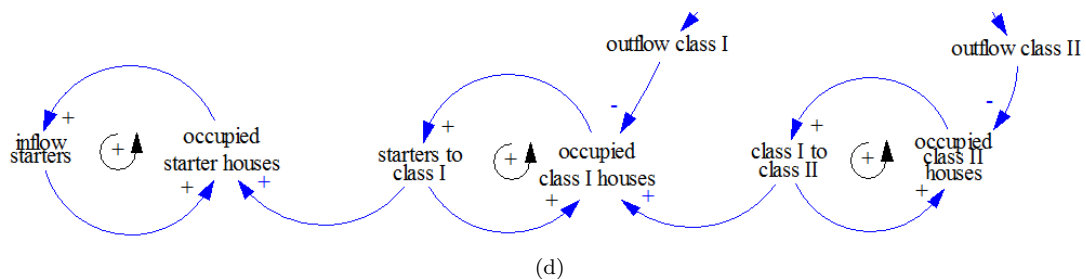 outflow class I
outflow class II
+
-
-
+
+
inflow
starters
+
occupied
starter houses
starters to
class I
+
occupied
class I houses
class I to
class II
+
occupied
class II
houses
+
+
+
+
+
(d)